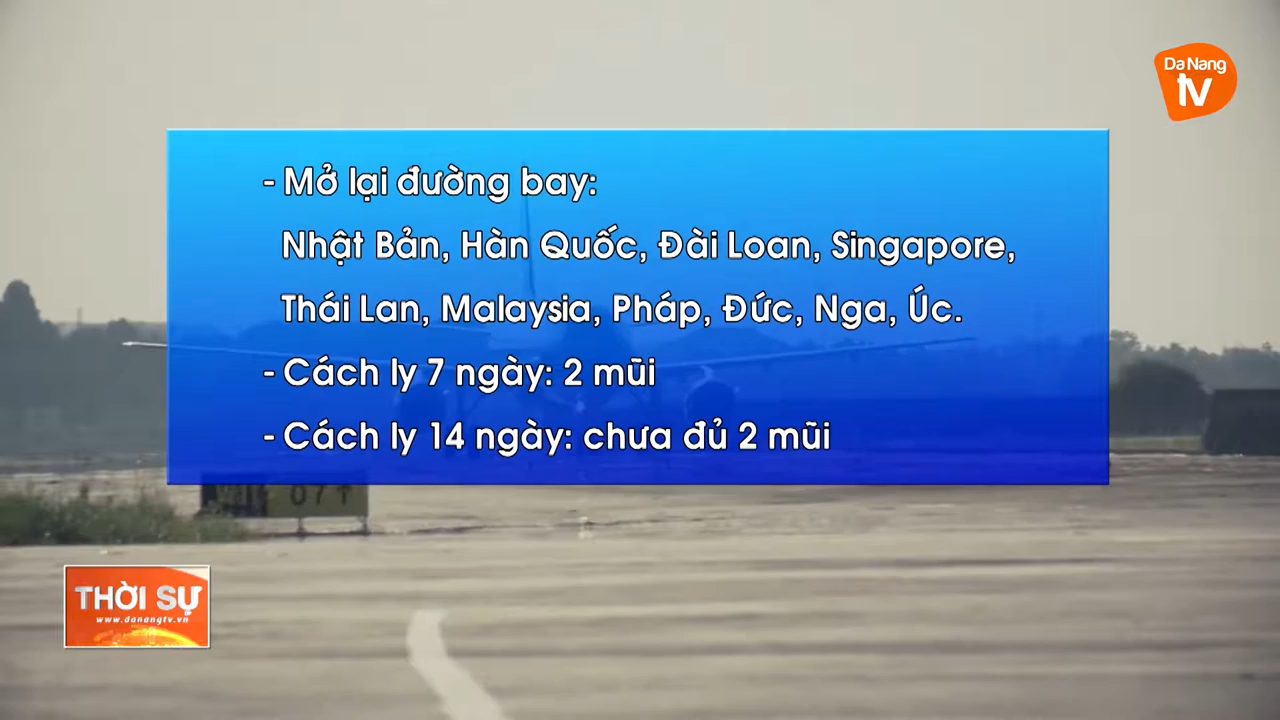 Da Nang
tv
- Mở lại đường bay:
Nhật Bản, Hàn Quốc, Đài Loan, Singapore,
Thái Lan, Malaysia, Pháp, Đức, Nga, Úc.
- Cách ly 7 ngày: 2 mũi
- Cách ly 14 ngày: chưa đủ 2 mũi
07
THỜI SỰ
www.danangtv.vn